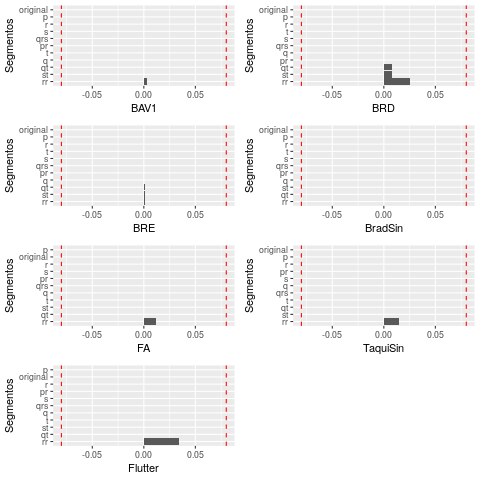 Segmentos
original
p
r
t
s
qrs
pr
t
q
qt
st
rr
-0.05 0.00 0.05
BAV1
Segmentos
original
p
r
t
s
qrs
pr
q
qt
st
rr
-0.05 0.00 0.05
BRD
Segmentos
original
p
r
t
s
qrs
pr
q
qt
st
rr
-0.05 0.00 0.05
BRE
Segmentos
original
p
r
t
s
qrs
pr
q
qt
st
rr
-0.05 0.00 0.05
BradSin
Segmentos
p
original
r
s
pr
q
qrs
t
st
qt
rr
-0.05 0.00 0.05
FA
Segmentos
original
p
r
s
pr
q
qrs
t
qt
st
rr
-0.05 0.00 0.05
TaquiSin
Segmentos
p
original
r
pr
s
qrs
q
t
st
qt
rr
-0.05 0.00 0.05
Flutter